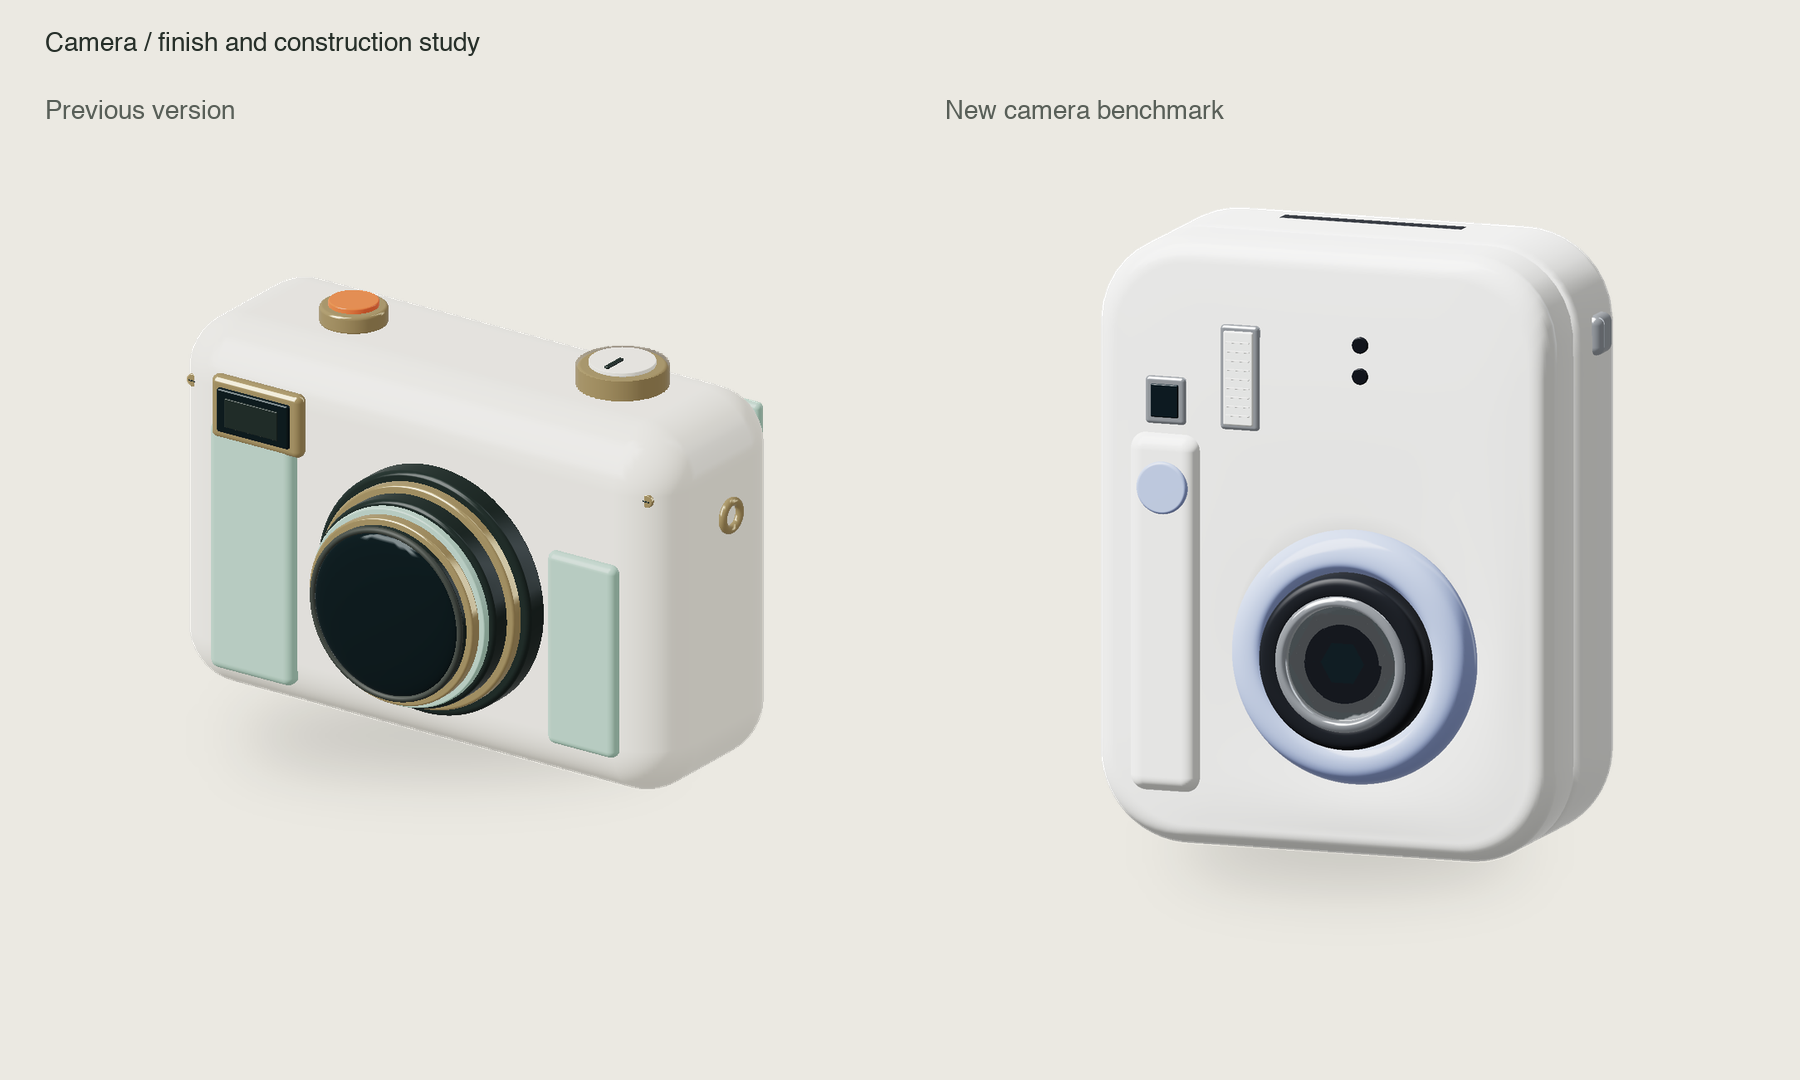 Camera / finish and construction study
Previous version
New camera benchmark